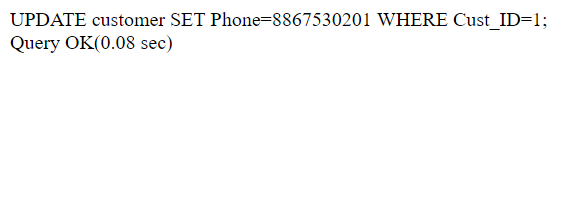 UPDATE customer SET Phone=8867530201 WHERE Cust_ID=1;
Query OK(0.08 sec)